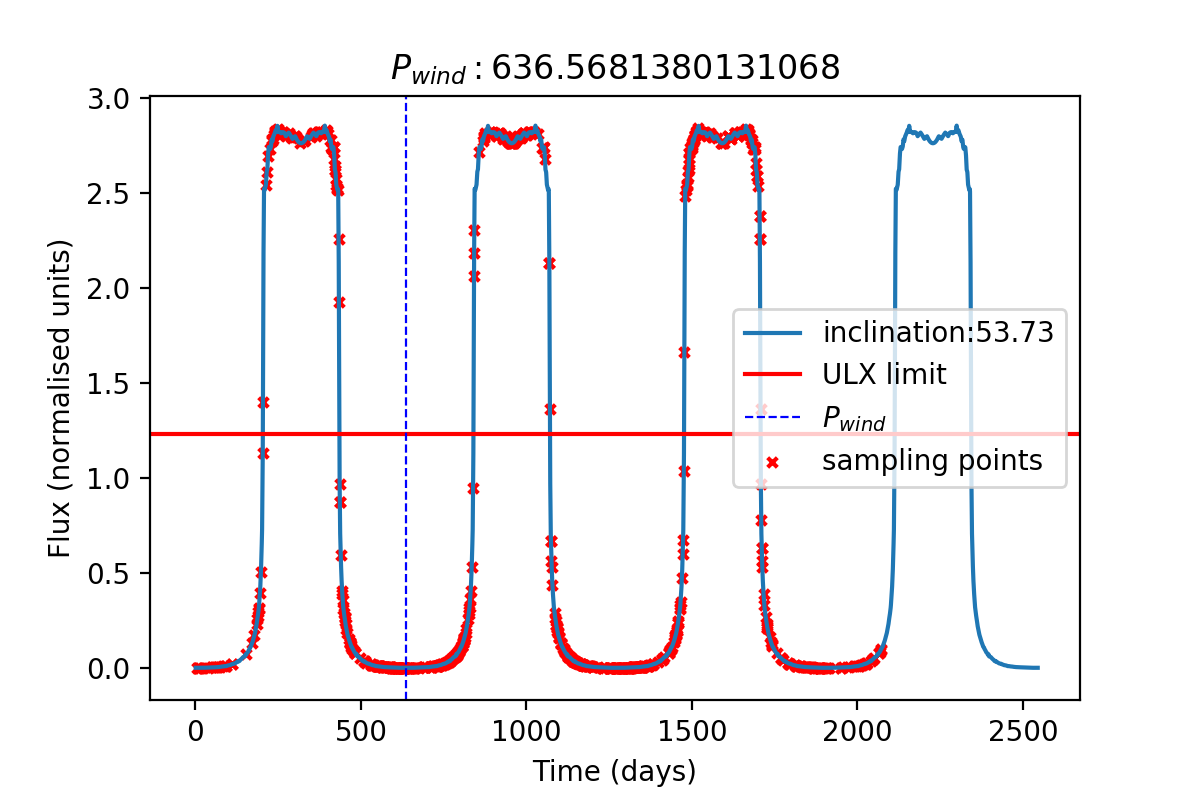 P_wind : 636.5681380131068
3.0
2.5
2.0
1.5
1.0
0.5
0.0
Flux (normalised units)
inclination:53.73
ULX limit
P_wind
sampling points
0 500 1000 1500 2000 2500
Time (days)